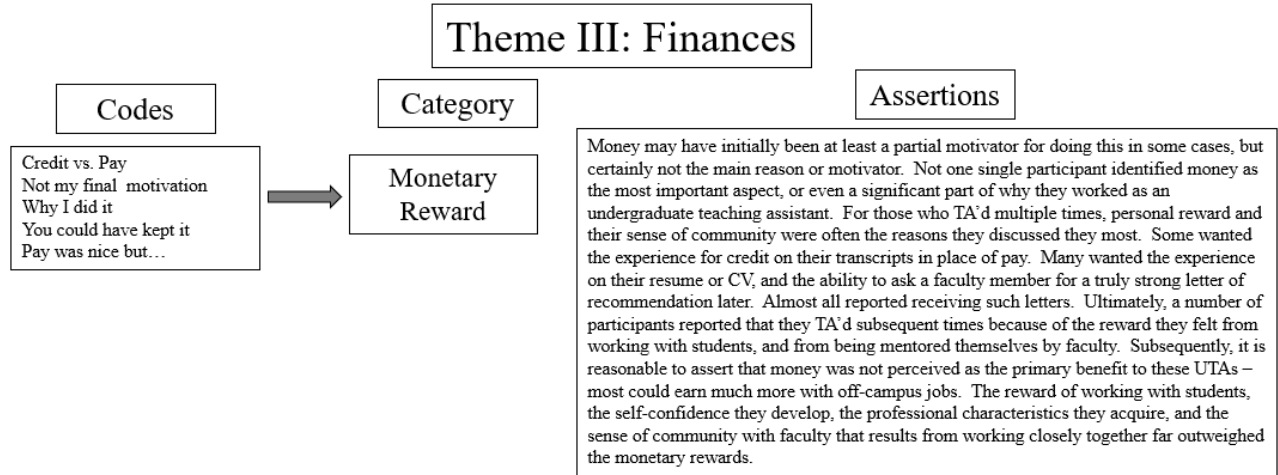 Theme III: Finances
Codes
Credit vs. Pay
Not my final motivation
Why I did it
You could have kept it
Pay was nice but…
Category
Monetary
Reward
Assertions
Money may have initially been at least a partial motivator for doing this in some cases, but
certainly not the main reason or motivator. Not one single participant identified money as
the most important aspect, or even a significant part of why they worked as an
undergraduate teaching assistant. For those who TA’d multiple times, personal reward and
their sense of community were often the reasons they discussed they most. Some wanted
the experience for credit on their transcripts in place of pay. Many wanted the experience
on their resume or CV, and the ability to ask a faculty member for a truly strong letter of
recommendation later. Almost all reported receiving such letters. Ultimately, a number of
participants reported that they TA’d subsequent times because of the reward they felt from
working with students, and from being mentored themselves by faculty. Subsequently, it is
reasonable to assert that money was not perceived as the primary benefit to these UTAs –
most could earn much more with off-campus jobs. The reward of working with students,
the self-confidence they develop, the professional characteristics they acquire, and the
sense of community with faculty that results from working closely together far outweighed
the monetary rewards.